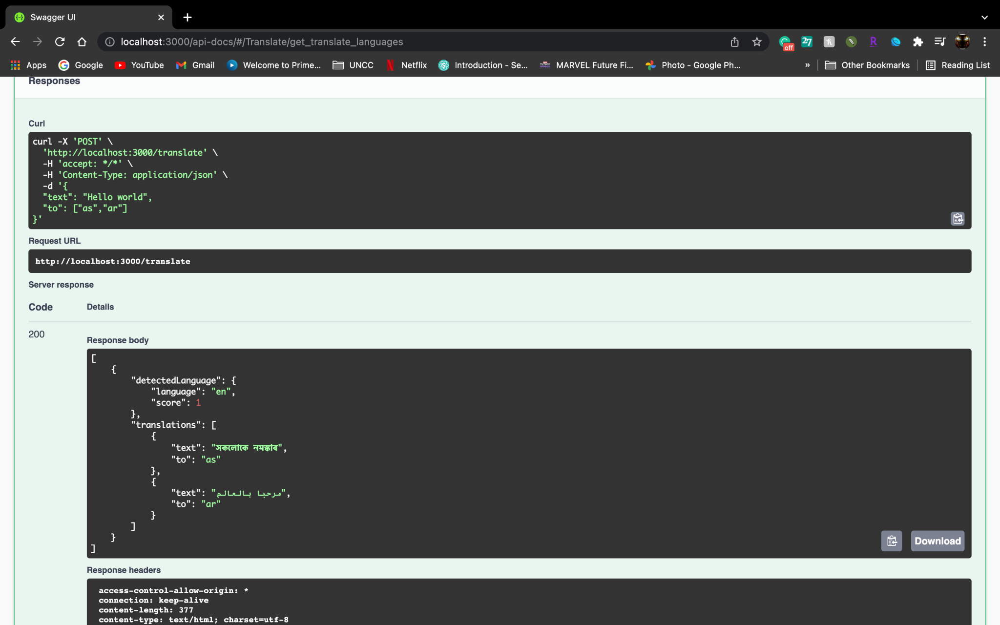 Swagger UI
localhost:3000/api-docs/#/Translate/get_translate_languages
off
27
R
Apps
Google
YouTube
Gmail
Welcome to Prime...
UNCC
Netflix
Introduction - Se...
MARVEL Future Fi...
Photo - Google Ph...
»
Other Bookmarks
Reading List
Responses
Curl
curl -X 'POST' \
'http://localhost:3000/translate' \
-H 'accept: */*' \
-H 'Content-Type: application/json' \
-d '{
"text": "Hello world",
"to": ["as","ar"]
}'
Request URL
http://localhost:3000/translate
Server response
Code Details
200
Response body
[
{
"detectedLanguage": {
"language": "en",
"score": 1
},
"translations": [
{
"text": "সকলোকে নমস্কাৰ",
"to": "as"
},
{
"text": "مرحبا بالعالم",
"to": "ar"
}
]
}
]
Download
Response headers
access-control-allow-origin: *
connection: keep-alive
content-length: 377
content-type: text/html; charset=utf-8